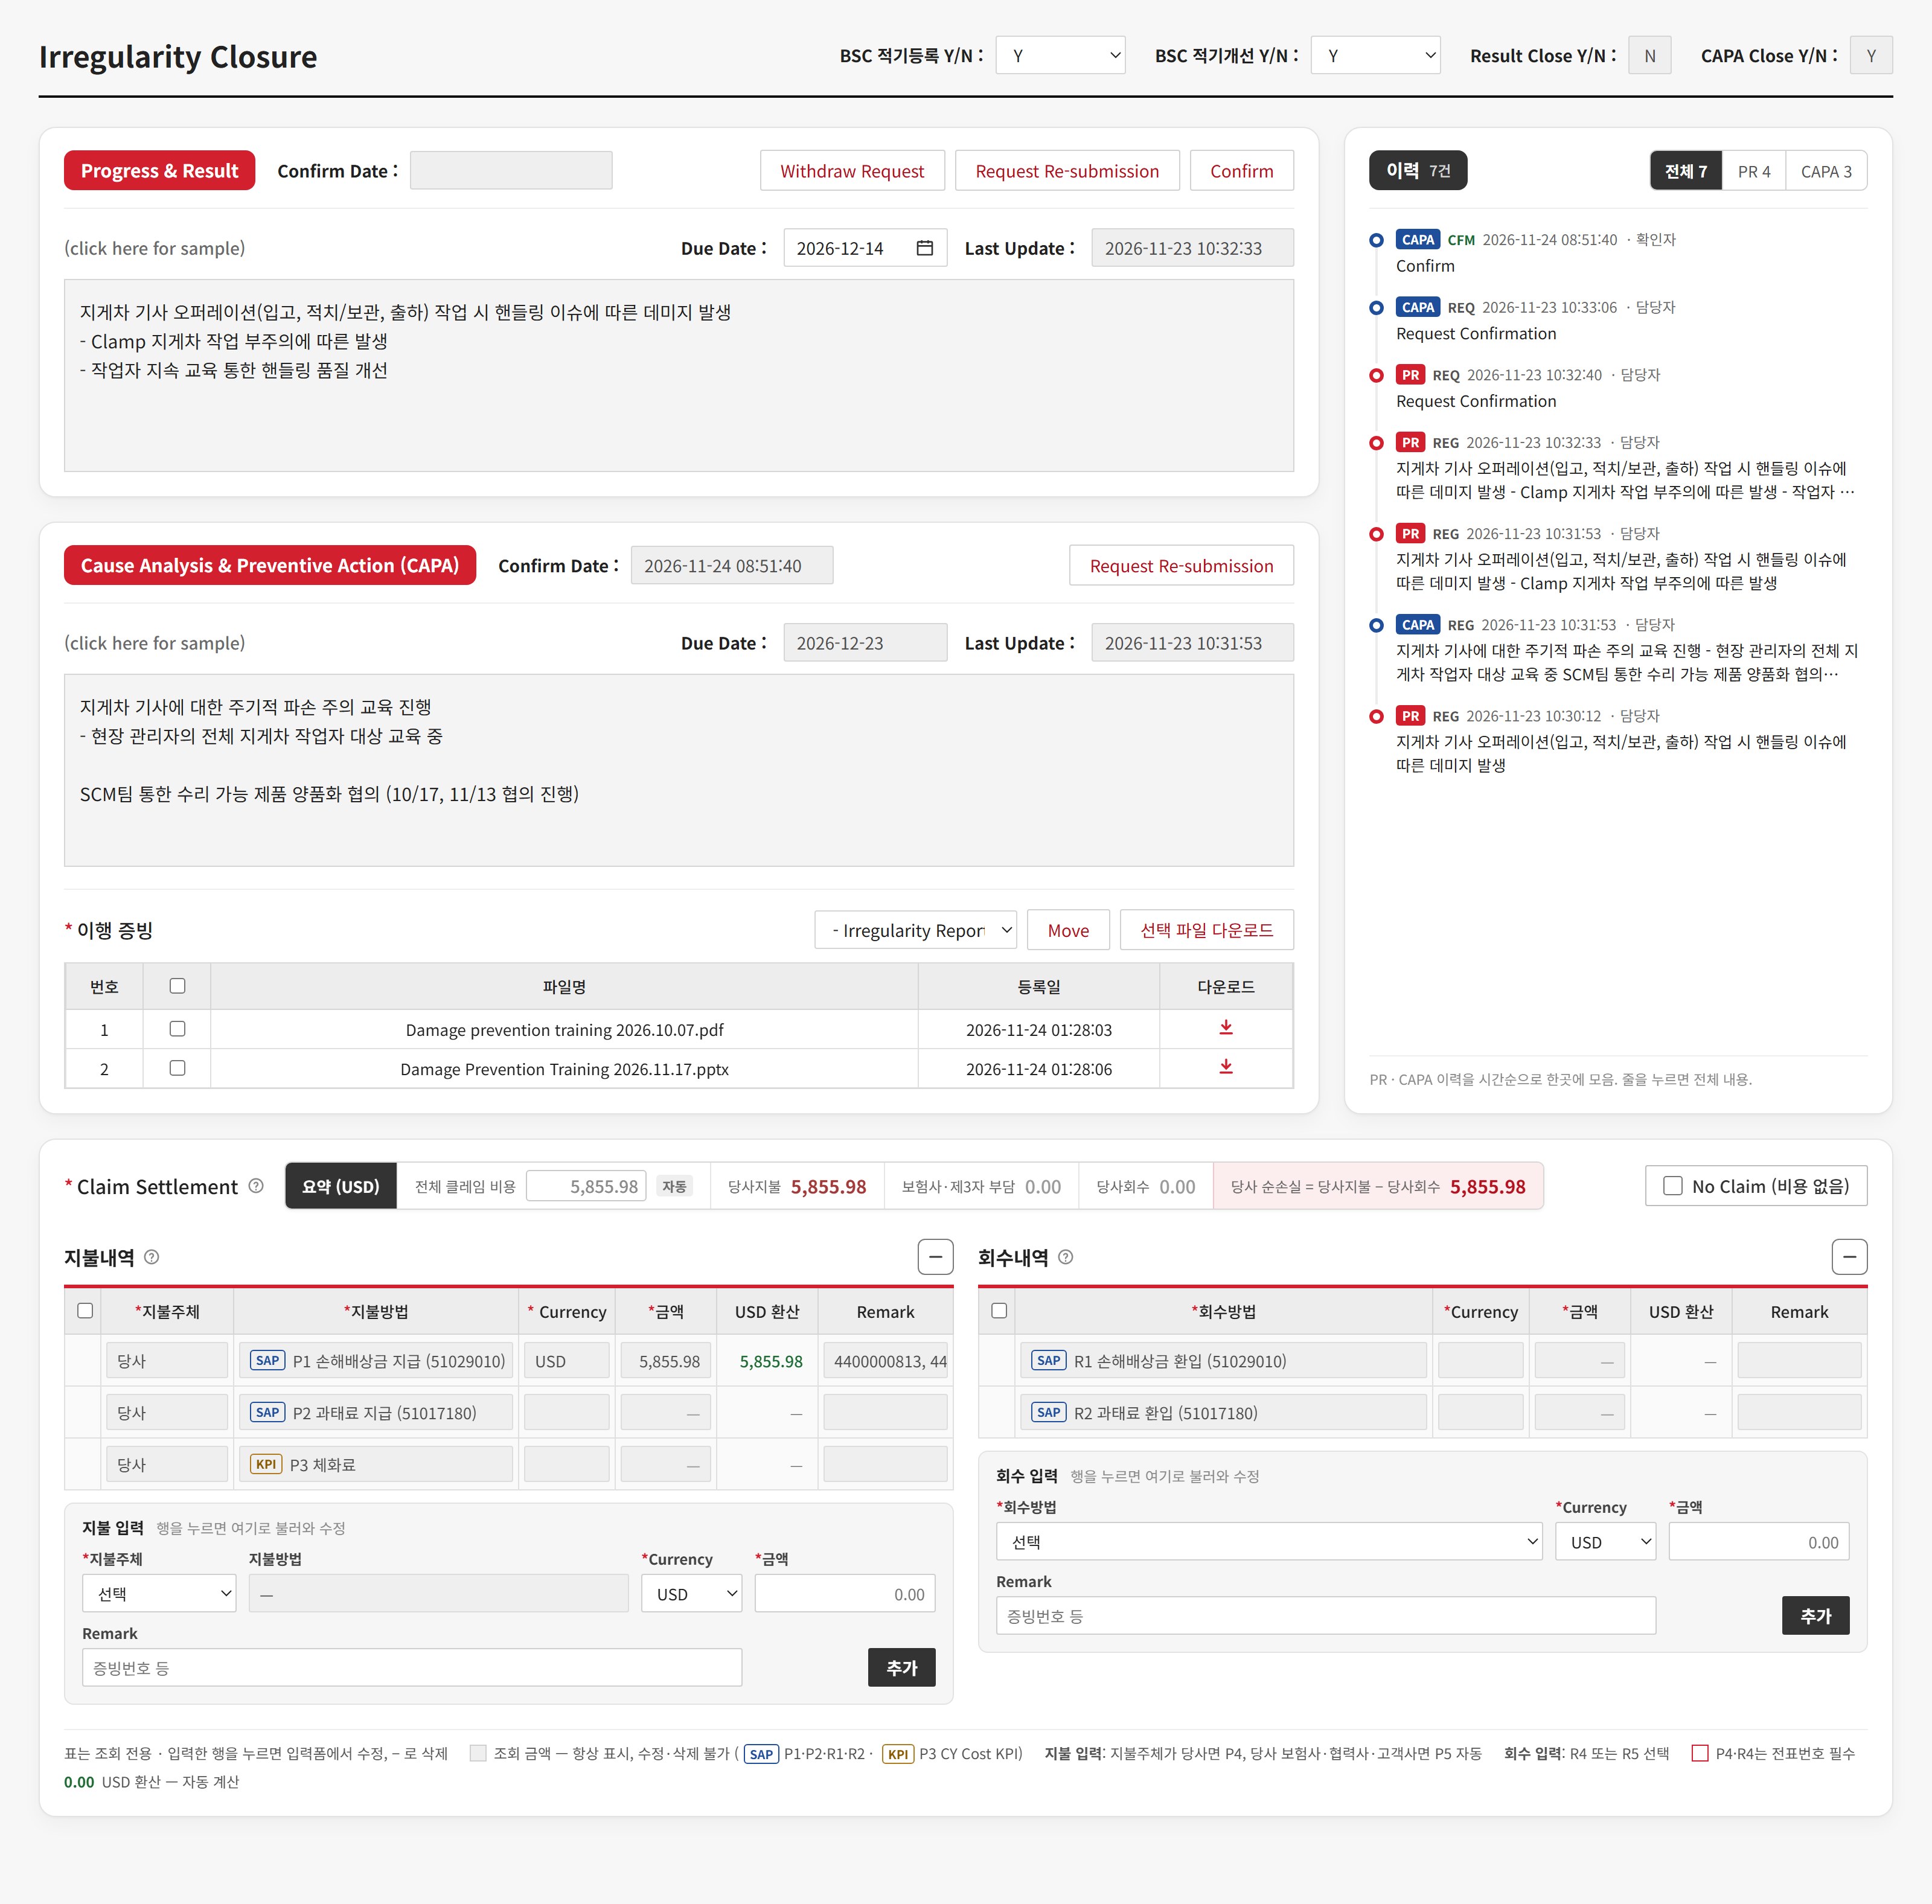 Irregularity Closure
BSC 적기등록 Y/N : Y BSC 적기개선 Y/N : Y Result Close Y/N : N CAPA Close Y/N : Y
Progress & Result Confirm Date : Withdraw Request Request Re-submission Confirm
(click here for sample) Due Date : 2026-12-14 Last Update : 2026-11-23 10:32:33
지게차 기사 오퍼레이션(입고, 적치/보관, 출하) 작업 시 핸들링 이슈에 따른 데미지 발생
- Clamp 지게차 작업 부주의에 따른 발생
- 작업자 지속 교육 통한 핸들링 품질 개선
Cause Analysis & Preventive Action (CAPA) Confirm Date : 2026-11-24 08:51:40 Request Re-submission
(click here for sample) Due Date : 2026-12-23 Last Update : 2026-11-23 10:31:53
지게차 기사에 대한 주기적 파손 주의 교육 진행
- 현장 관리자의 전체 지게차 작업자 대상 교육 중
SCM팀 통한 수리 가능 제품 양품화 협의 (10/17, 11/13 협의 진행)
* 이행 증빙 - Irregularity Repor Move 선택 파일 다운로드
번호 파일명 등록일 다운로드
1 Damage prevention training 2026.10.07.pdf 2026-11-24 01:28:03
2 Damage Prevention Training 2026.11.17.pptx 2026-11-24 01:28:06
이력 7건 전체 7 PR 4 CAPA 3
CAPA CFM 2026-11-24 08:51:40 · 확인자
Confirm
CAPA REQ 2026-11-23 10:33:06 · 담당자
Request Confirmation
PR REQ 2026-11-23 10:32:40 · 담당자
Request Confirmation
PR REG 2026-11-23 10:32:33 · 담당자
지게차 기사 오퍼레이션(입고, 적치/보관, 출하) 작업 시 핸들링 이슈에
따른 데미지 발생 - Clamp 지게차 작업 부주의에 따른 발생 - 작업자 …
PR REG 2026-11-23 10:31:53 · 담당자
지게차 기사 오퍼레이션(입고, 적치/보관, 출하) 작업 시 핸들링 이슈에
따른 데미지 발생 - Clamp 지게차 작업 부주의에 따른 발생
CAPA REG 2026-11-23 10:31:53 · 담당자
지게차 기사에 대한 주기적 파손 주의 교육 진행 - 현장 관리자의 전체 지
게차 작업자 대상 교육 중 SCM팀 통한 수리 가능 제품 양품화 협의…
PR REG 2026-11-23 10:30:12 · 담당자
지게차 기사 오퍼레이션(입고, 적치/보관, 출하) 작업 시 핸들링 이슈에
따른 데미지 발생
PR · CAPA 이력을 시간순으로 한곳에 모음. 줄을 누르면 전체 내용.
* Claim Settlement ? 요약 (USD) 전체 클레임 비용 5,855.98 자동 당사지불 5,855.98 보험사·제3자 부담 0.00 당사회수 0.00 당사 순손실 = 당사지불 − 당사회수 5,855.98 No Claim (비용 없음)
지불내역 ? −
*지불주체 *지불방법 * Currency *금액 USD 환산 Remark
당사 SAP P1 손해배상금 지급 (51029010) USD 5,855.98 5,855.98 4400000813, 44
당사 SAP P2 과태료 지급 (51017180) — —
당사 KPI P3 체화료 — —
지불 입력 행을 누르면 여기로 불러와 수정
*지불주체 지불방법 *Currency *금액
선택 — USD 0.00
Remark
증빙번호 등 추가
회수내역 ? −
*회수방법 *Currency *금액 USD 환산 Remark
SAP R1 손해배상금 환입 (51029010) — —
SAP R2 과태료 환입 (51017180) — —
회수 입력 행을 누르면 여기로 불러와 수정
*회수방법 *Currency *금액
선택 USD 0.00
Remark
증빙번호 등 추가
표는 조회 전용 · 입력한 행을 누르면 입력폼에서 수정, − 로 삭제 조회 금액 — 항상 표시, 수정·삭제 불가 ( SAP P1·P2·R1·R2 · KPI P3 CY Cost KPI) 지불 입력: 지불주체가 당사면 P4, 당사 보험사·협력사·고객사면 P5 자동 회수 입력: R4 또는 R5 선택 P4·R4는 전표번호 필수
0.00 USD 환산 — 자동 계산